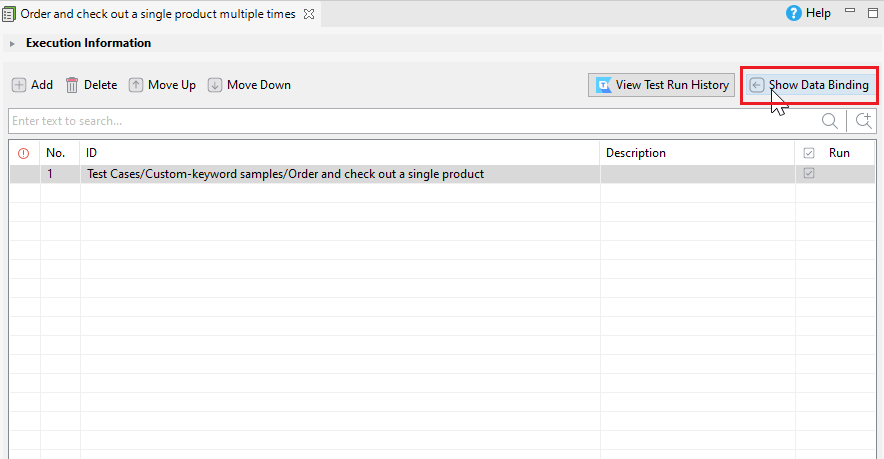 Order and check out a single product multiple times
Help
Execution Information
Add Delete Move Up Move Down View Test Run History Show Data Binding
Enter text to search...
No. ID Description Run
1 Test Cases/Custom-keyword samples/Order and check out a single product